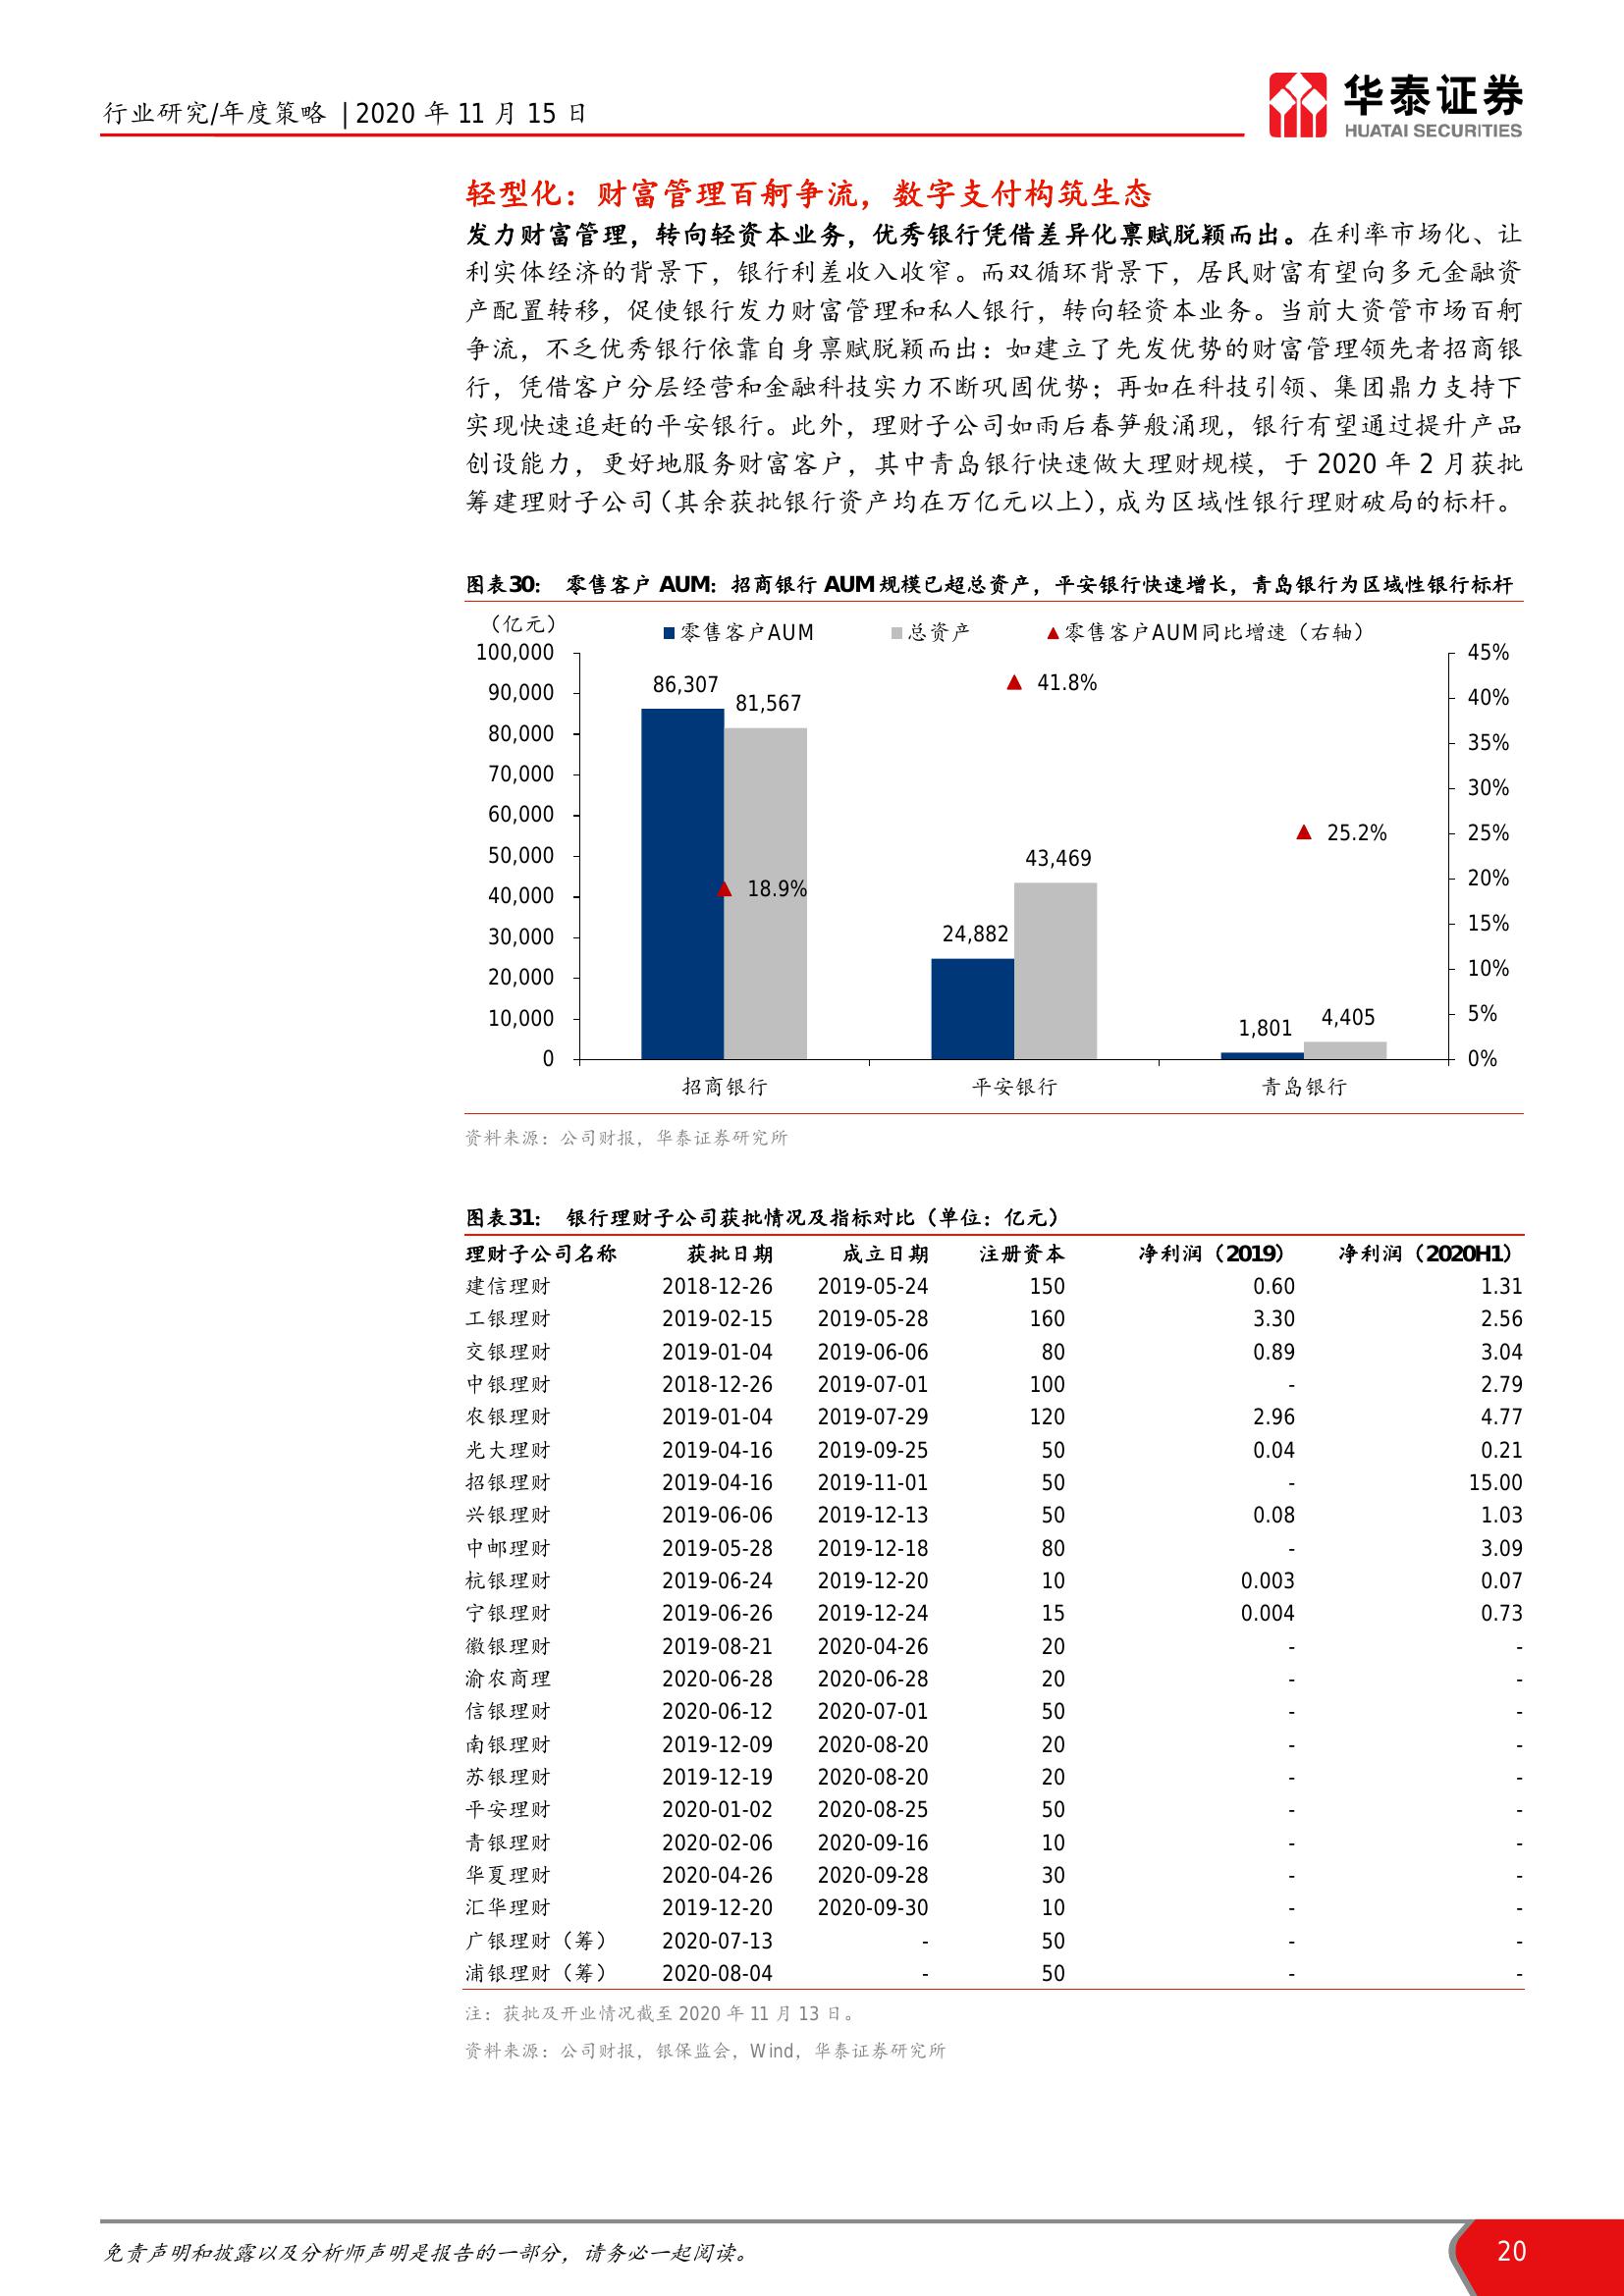 行业研究/年度策略 | 2020 年 11 月 15 日
华泰证券
HUATAI SECURITIES
轻型化：财富管理百舸争流，数字支付构筑生态
发力财富管理，转向轻资本业务，优秀银行凭借差异化禀赋脱颖而出。在利率市场化、让
利实体经济的背景下，银行利差收入收窄。而双循环背景下，居民财富有望向多元金融资
产配置转移，促使银行发力财富管理和私人银行，转向轻资本业务。当前大资管市场百舸
争流，不乏优秀银行依靠自身禀赋脱颖而出：如建立了先发优势的财富管理领先者招商银
行，凭借客户分层经营和金融科技实力不断巩固优势；再如在科技引领、集团鼎力支持下
实现快速追赶的平安银行。此外，理财子公司如雨后春笋般涌现，银行有望通过提升产品
创设能力，更好地服务财富客户，其中青岛银行快速做大理财规模，于 2020 年 2 月获批
筹建理财子公司（其余获批银行资产均在万亿元以上），成为区域性银行理财破局的标杆。
图表30： 零售客户 AUM：招商银行 AUM 规模已超总资产，平安银行快速增长，青岛银行为区域性银行标杆
（亿元） 零售客户AUM 总资产 零售客户AUM同比增速（右轴）
100,000 45%
90,000 40%
80,000 35%
70,000 30%
60,000 25%
50,000 20%
40,000 15%
30,000 10%
20,000 5%
10,000 0%
0
86,307 81,567 18.9%
24,882 43,469 41.8%
1,801 4,405 25.2%
招商银行 平安银行 青岛银行
资料来源：公司财报，华泰证券研究所
图表31： 银行理财子公司获批情况及指标对比（单位：亿元）
理财子公司名称 获批日期 成立日期 注册资本 净利润（2019） 净利润（2020H1）
建信理财 2018-12-26 2019-05-24 150 0.60 1.31
工银理财 2019-02-15 2019-05-28 160 3.30 2.56
交银理财 2019-01-04 2019-06-06 80 0.89 3.04
中银理财 2018-12-26 2019-07-01 100 - 2.79
农银理财 2019-01-04 2019-07-29 120 2.96 4.77
光大理财 2019-04-16 2019-09-25 50 0.04 0.21
招银理财 2019-04-16 2019-11-01 50 - 15.00
兴银理财 2019-06-06 2019-12-13 50 0.08 1.03
中邮理财 2019-05-28 2019-12-18 80 - 3.09
杭银理财 2019-06-24 2019-12-20 10 0.003 0.07
宁银理财 2019-06-26 2019-12-24 15 0.004 0.73
徽银理财 2019-08-21 2020-04-26 20 - -
渝农商理 2020-06-28 2020-06-28 20 - -
信银理财 2020-06-12 2020-07-01 50 - -
南银理财 2019-12-09 2020-08-20 20 - -
苏银理财 2019-12-19 2020-08-20 20 - -
平安理财 2020-01-02 2020-08-25 50 - -
青银理财 2020-02-06 2020-09-16 10 - -
华夏理财 2020-04-26 2020-09-28 30 - -
汇华理财 2019-12-20 2020-09-30 10 - -
广银理财（筹） 2020-07-13 - 50 - -
浦银理财（筹） 2020-08-04 - 50 - -
注：获批及开业情况截至 2020 年 11 月 13 日。
资料来源：公司财报，银保监会，Wind，华泰证券研究所
免责声明和披露以及分析师声明是报告的一部分，请务必一起阅读。
20